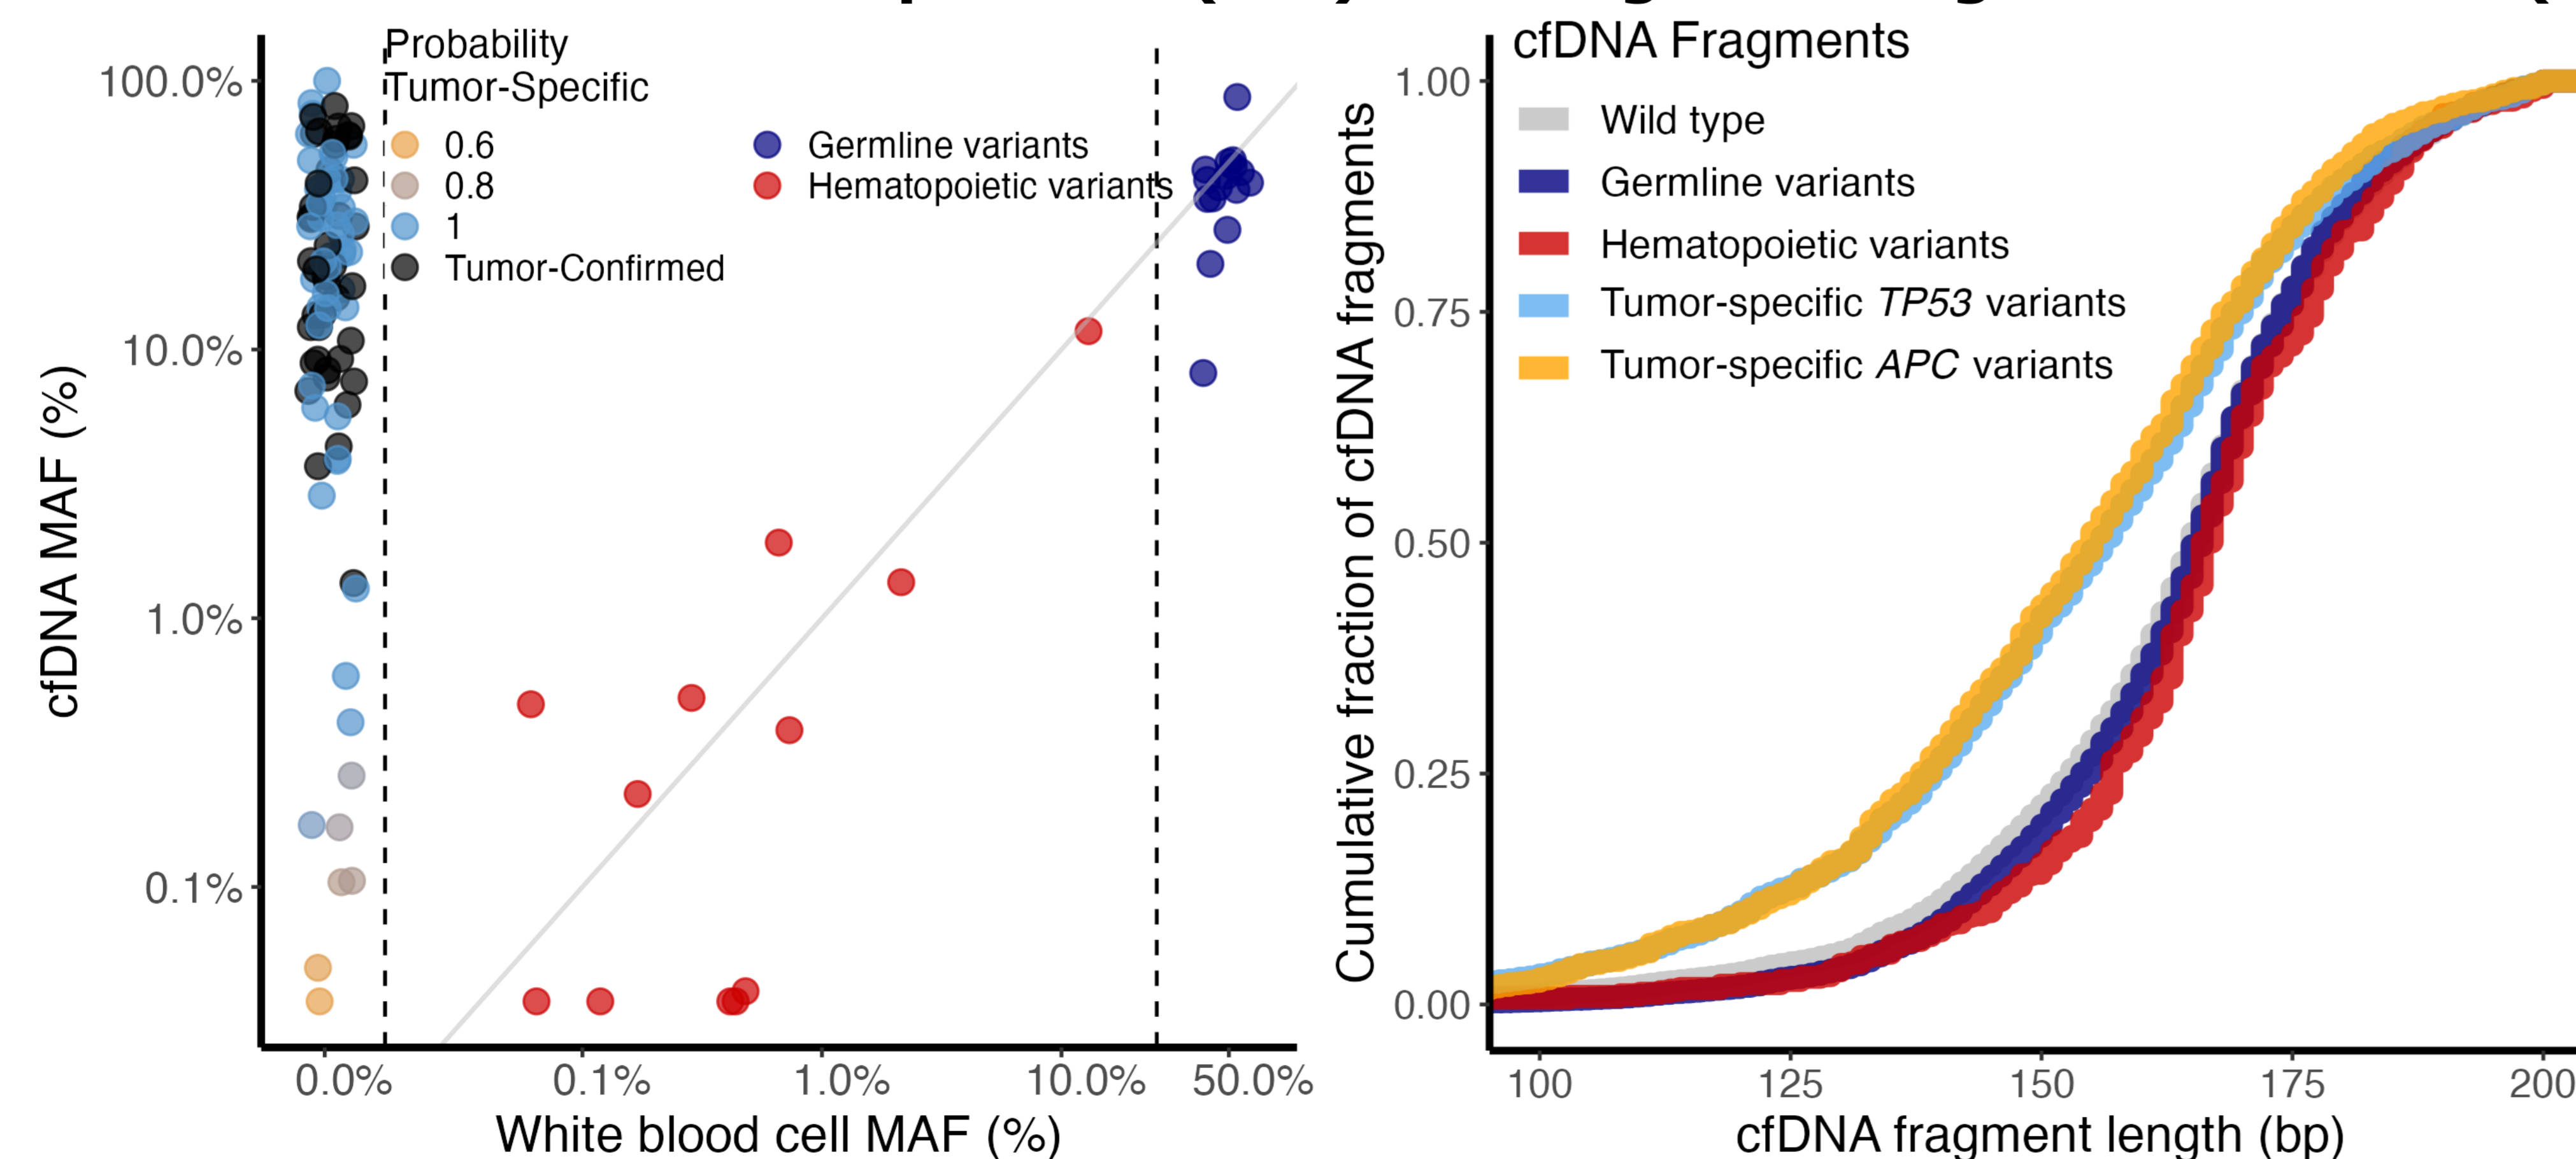 Probability
Tumor-Specific
0.6
0.8
1
Tumor-Confirmed
Germline variants
Hematopoietic variants
100.0%
10.0%
1.0%
0.1%
cfDNA MAF (%)
0.0%
0.1%
1.0%
10.0%
50.0%
White blood cell MAF (%)
cfDNA Fragments
Wild type
Germline variants
Hematopoietic variants
Tumor-specific TP53 variants
Tumor-specific APC variants
1.00
0.75
0.50
0.25
0.00
Cumulative fraction of cfDNA fragments
100
125
150
175
200
cfDNA fragment length (bp)